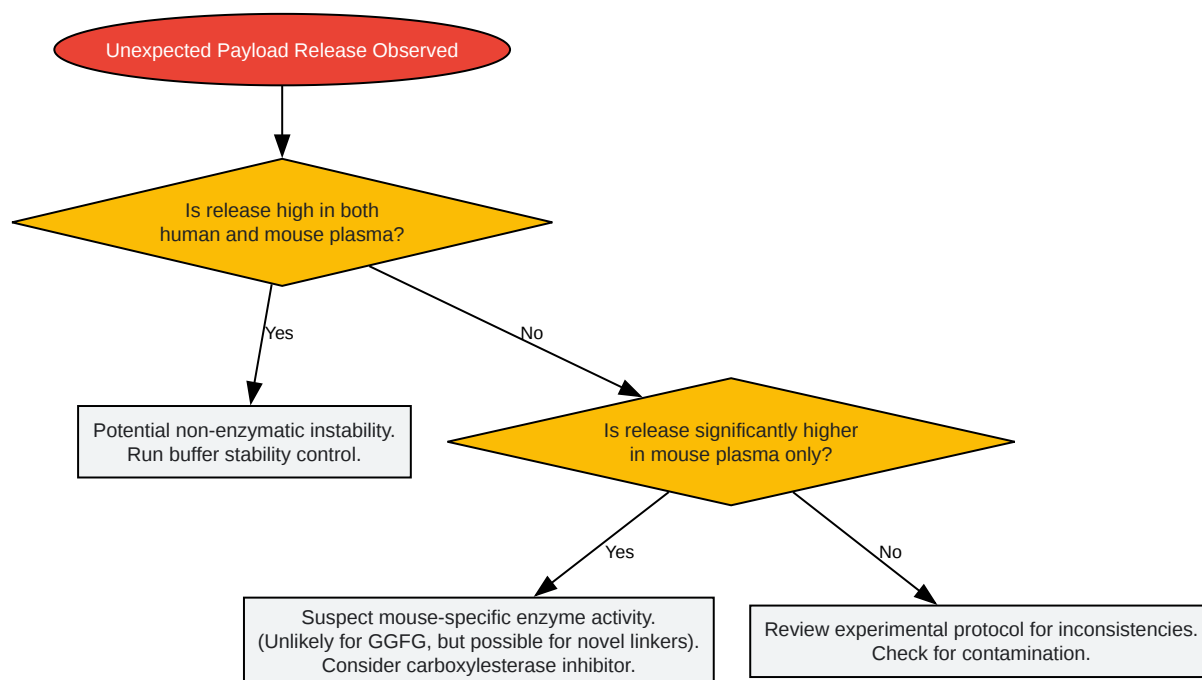 Unexpected Payload Release Observed
Is release high in both
human and mouse plasma?
Yes
No
Potential non-enzymatic instability.
Run buffer stability control.
Is release significantly higher
in mouse plasma only?
Yes
No
Suspect mouse-specific enzyme activity.
(Unlikely for GGFG, but possible for novel linkers).
Consider carboxylesterase inhibitor.
Review experimental protocol for inconsistencies.
Check for contamination.